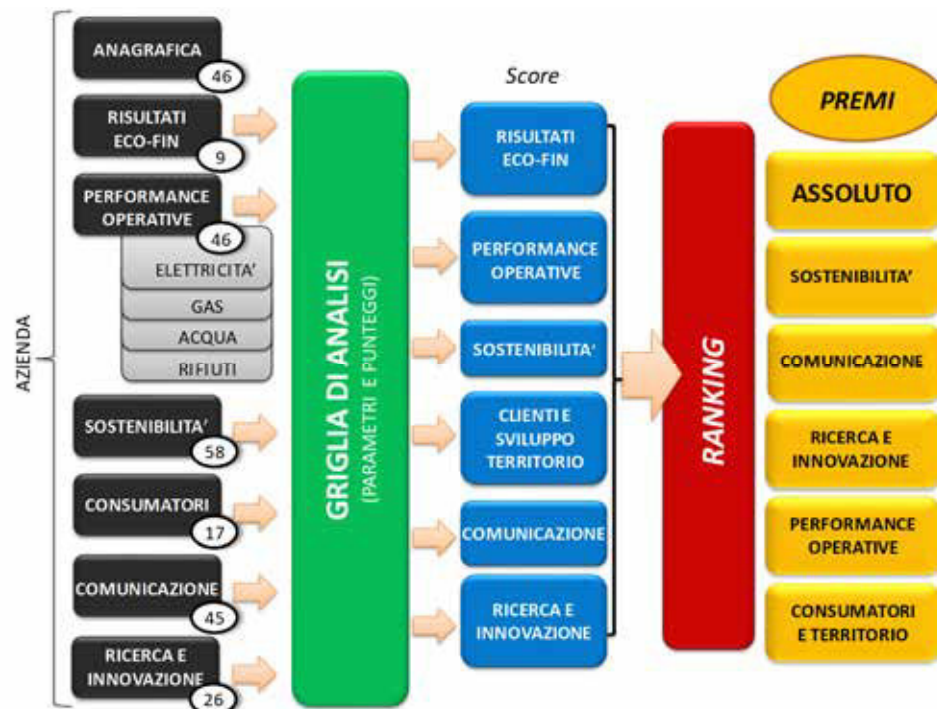 AZIENDA
ANAGRAFICA
46
RISULTATI
ECO-FIN
9
PERFORMANCE
OPERATIVE
46
ELETTRICITA'
GAS
ACQUA
RIFIUTI
SOSTENIBILITA'
58
CONSUMATORI
17
COMUNICAZIONE
45
RICERCA E
INNOVAZIONE
26
GRIGLIA DI ANALISI
(PARAMETRI E PUNTEGGI)
Score
RISULTATI
ECO-FIN
PERFORMANCE
OPERATIVE
SOSTENIBILITA'
CLIENTI E
SVILUPPO
TERRITORIO
COMUNICAZIONE
RICERCA E
INNOVAZIONE
RANKING
PREMI
ASSOLUTO
SOSTENIBILITA'
COMUNICAZIONE
RICERCA E
INNOVAZIONE
PERFORMANCE
OPERATIVE
CONSUMATORI
E TERRITORIO